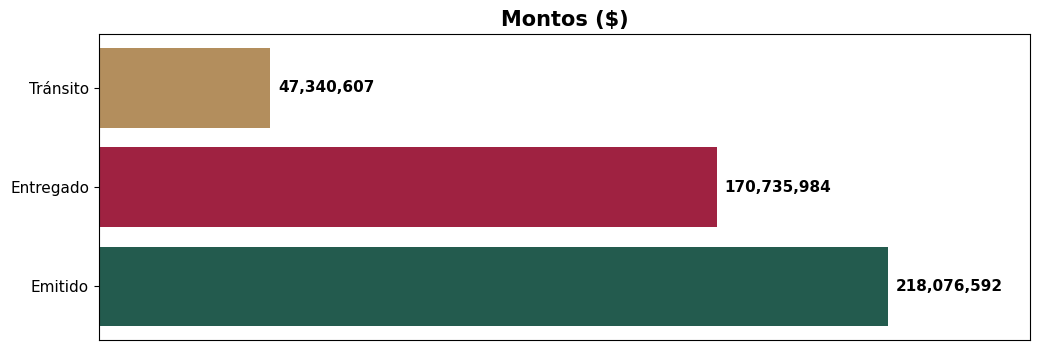 Montos ($)
Tránsito 47,340,607
Entregado 170,735,984
Emitido 218,076,592